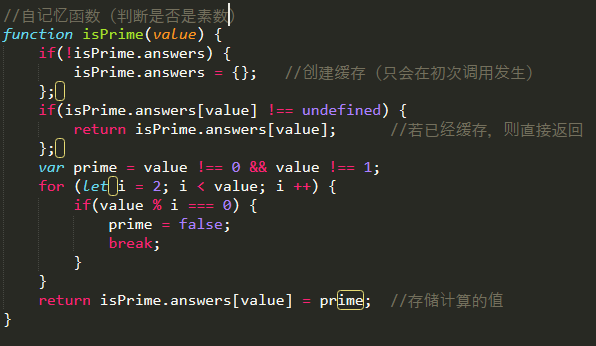 //自记忆函数（判断是否是素数）
function isPrime(value) {
    if(!isPrime.answers) {
        isPrime.answers = {};   //创建缓存（只会在初次调用发生）
    };
    if(isPrime.answers[value] !== undefined) {
        return isPrime.answers[value];      //若已经缓存，则直接返回
    };
    var prime = value !== 0 && value !== 1;
    for (let i = 2; i < value; i ++) {
        if(value % i === 0) {
            prime = false;
            break;
        }
    }
    return isPrime.answers[value] = prime;  //存储计算的值
}